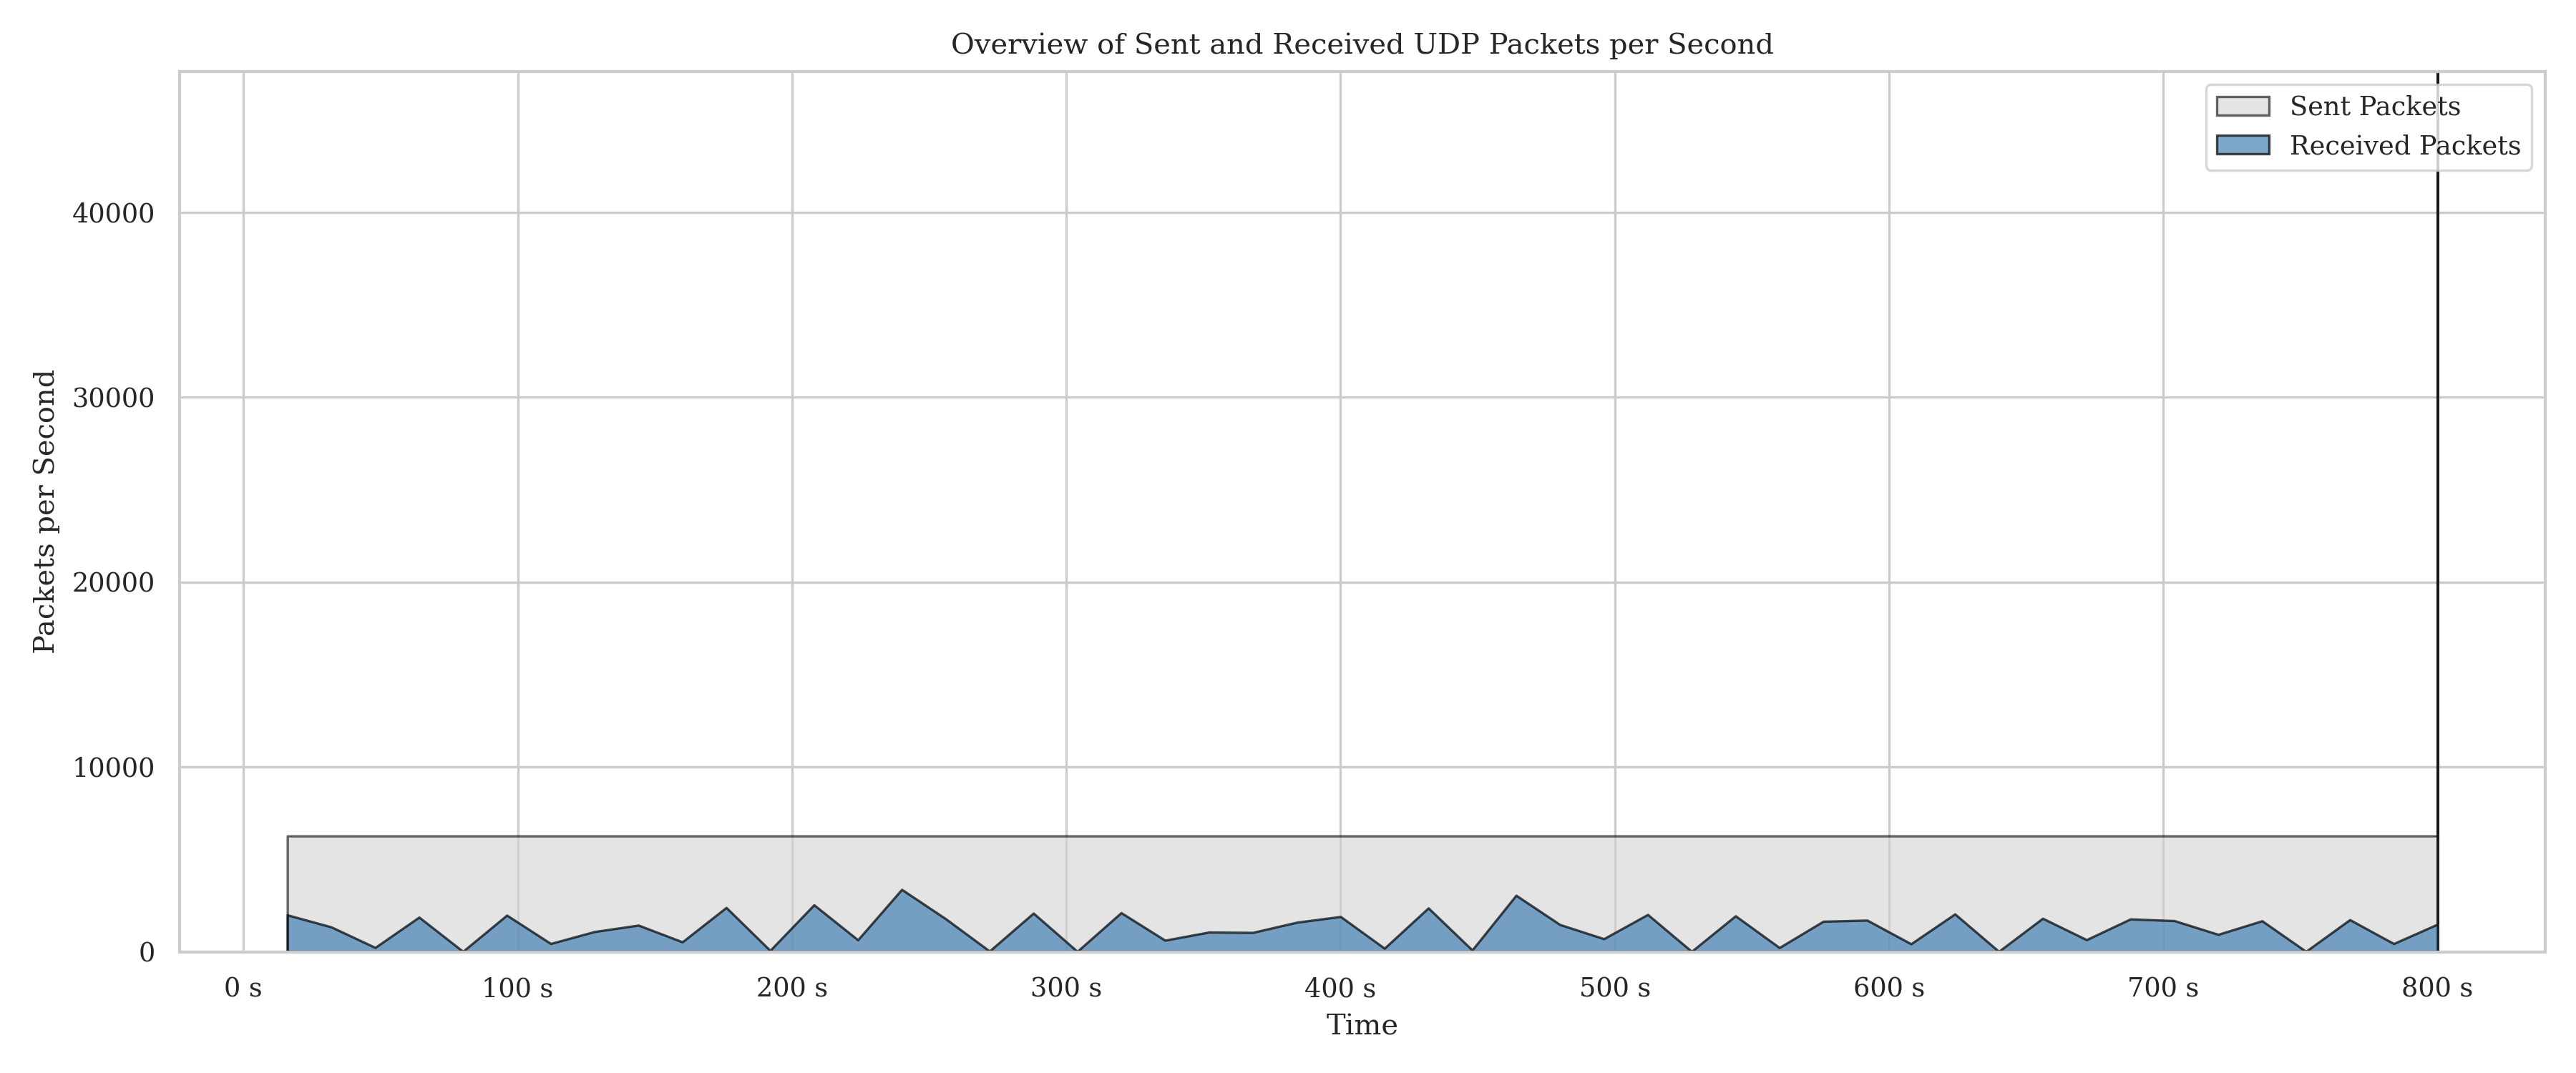 Overview of Sent and Received UDP Packets per Second
Sent Packets
Received Packets
Packets per Second
40000
30000
20000
10000
0
0 s 100 s 200 s 300 s 400 s 500 s 600 s 700 s 800 s
Time